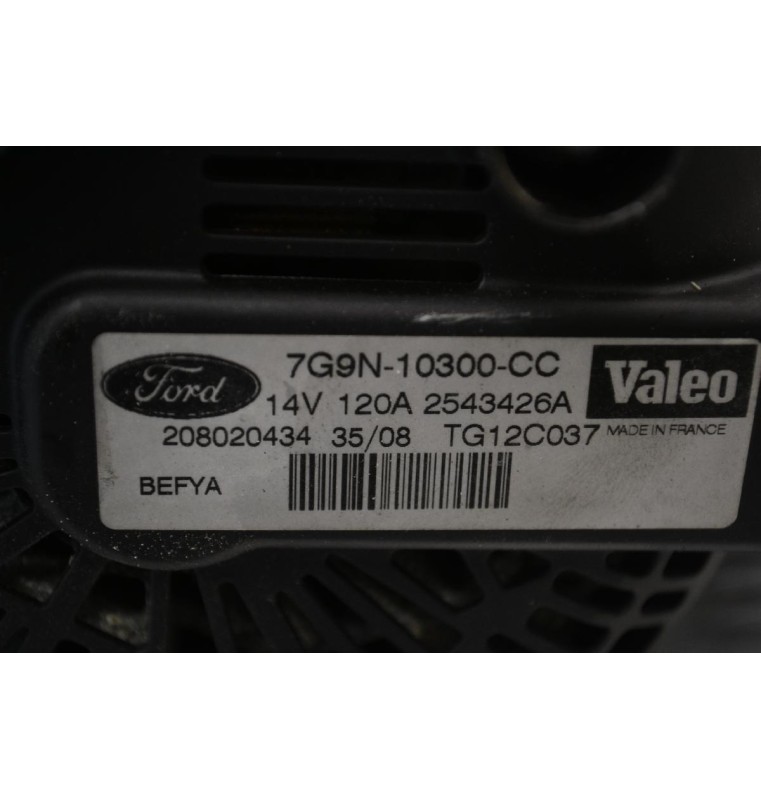 Ford
7G9N-10300-CC
Valeo
14V 120A 2543426A
208020434 35/08 TG12C037
MADE IN FRANCE
BEFYA